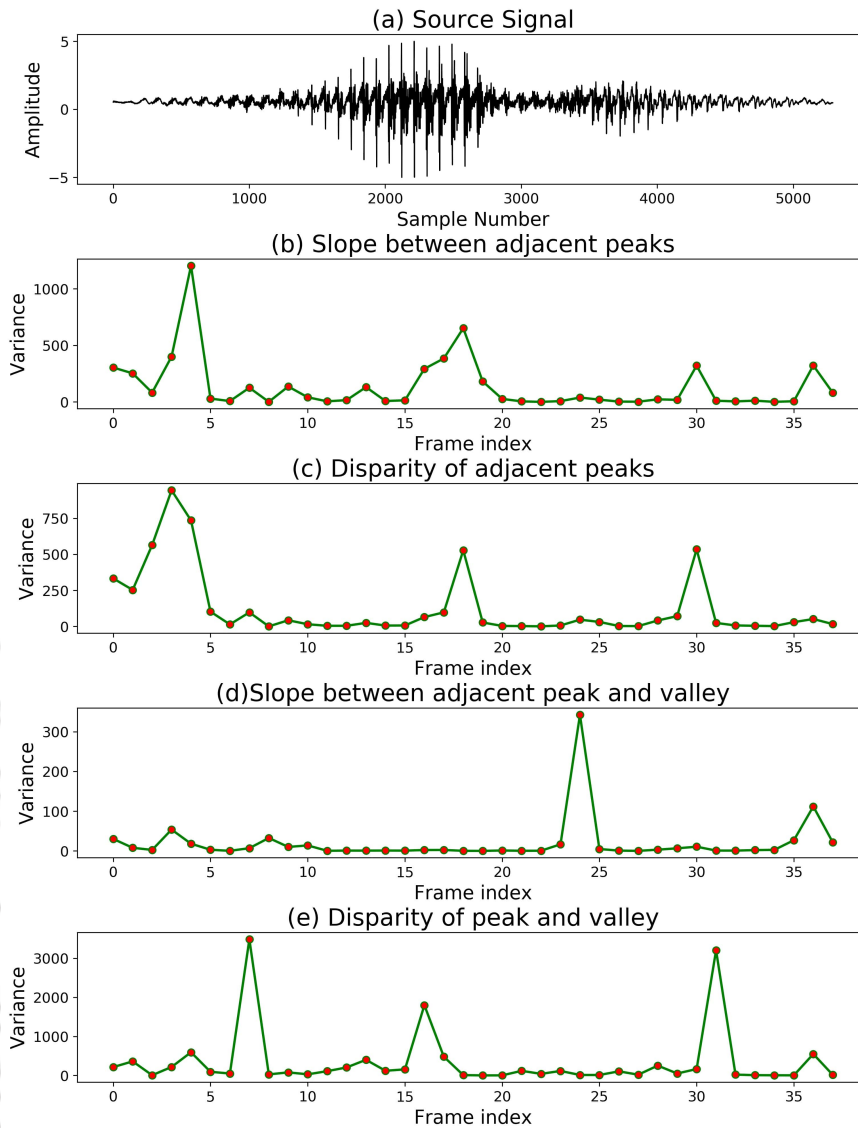 (a) Source Signal
5
0
−5
Amplitude
0 1000 2000 3000 4000 5000
Sample Number
(b) Slope between adjacent peaks
1000
500
0
Variance
0 5 10 15 20 25 30 35
Frame index
(c) Disparity of adjacent peaks
750
500
250
0
Variance
0 5 10 15 20 25 30 35
Frame index
(d)Slope between adjacent peak and valley
300
200
100
0
Variance
0 5 10 15 20 25 30 35
Frame index
(e) Disparity of peak and valley
3000
2000
1000
0
Variance
0 5 10 15 20 25 30 35
Frame index